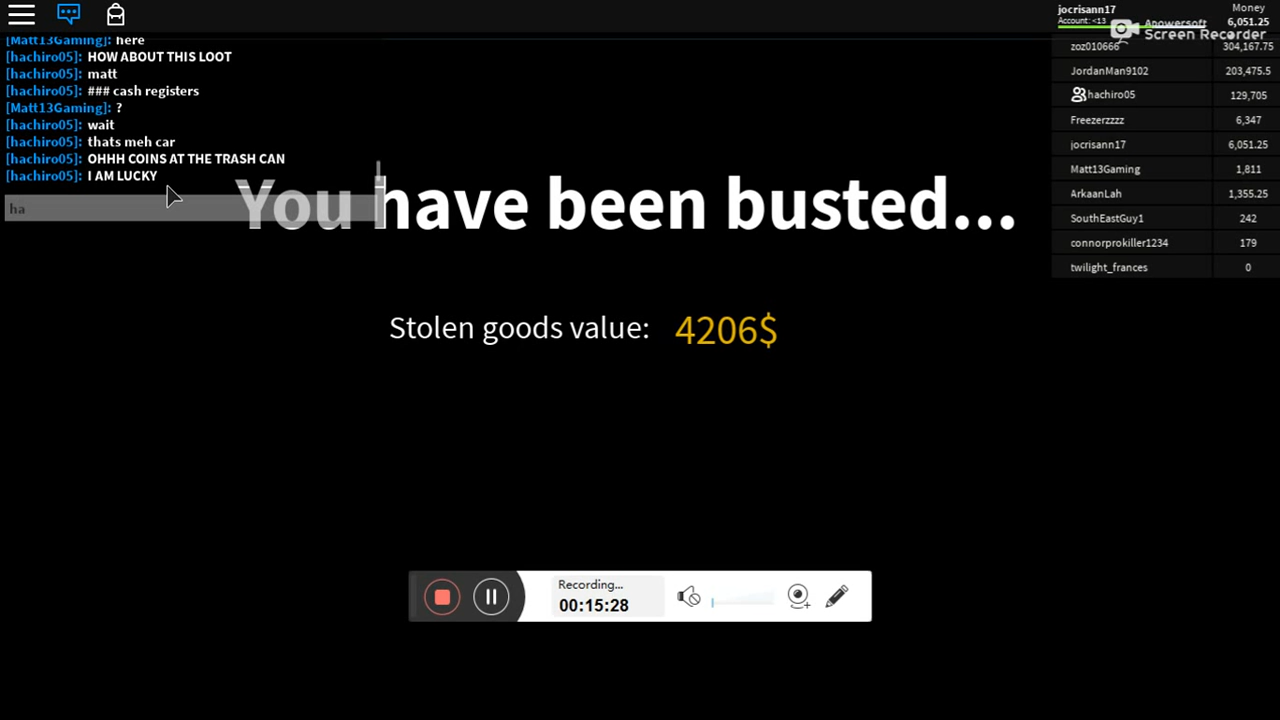 jocrisann17
Account: <13
Money
6,051.25
Apowersoft
Screen Recorder
[Matt13Gaming]: here
[hachiro05]: HOW ABOUT THIS LOOT
[hachiro05]: matt
[hachiro05]: ### cash registers
[Matt13Gaming]: ?
[hachiro05]: wait
[hachiro05]: thats meh car
[hachiro05]: OHHH COINS AT THE TRASH CAN
[hachiro05]: I AM LUCKY
ha
zoz010666 304,167.75
JordanMan9102 203,475.5
hachiro05 129,705
Freezerzzzz 6,347
jocrisann17 6,051.25
Matt13Gaming 1,811
ArkaanLah 1,355.25
SouthEastGuy1 242
connorprokiller1234 179
twilight_frances 0
You have been busted...
Stolen goods value: 4206$
Recording...
00:15:28